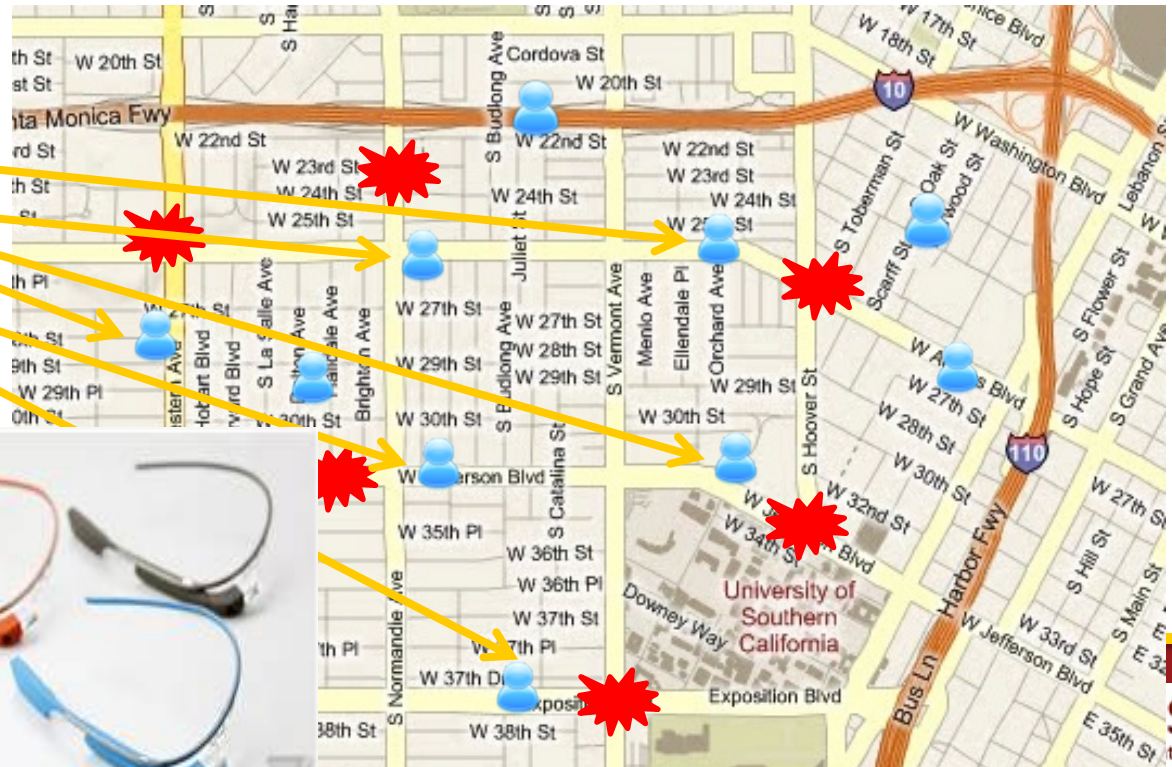 W 17th St
W 18th St
Cordova St
W 20th St
W 20th St
10
W 22nd St
S Budlong Ave
W 22nd St
W 22nd St
W 23rd St
W 23rd St
W 24th St
W 24th St
W 24th St
W 25th St
W Washington Blvd
S Toberman St
Oak St
Scarff St
Juliet St
S Flower St
W 27th St
W 27th St
W 28th St
W 29th St
W 29th St
W 29th St
W 29th Pl
W 30th St
W 30th St
S La Salle Ave
Hobart Blvd
Brighton Ave
S Budlong Ave
S Vermont Ave
Menlo Ave
Ellendale Pl
Orchard Ave
S Hoover St
W 27th St
W 28th St
W 30th St
W 32nd St
S Hope St
S Grand Ave
110
S Catalina St
W 34th St
W 35th Pl
W 36th St
W 36th Pl
W 37th St
S Normandie Ave
Downey Way
University of
Southern
California
Exposition Blvd
W 38th St
Harbor Fwy
Bus Ln
W 27th St
S Hill St
S Main St
W 33rd St
W Jefferson Blvd
E 35th St